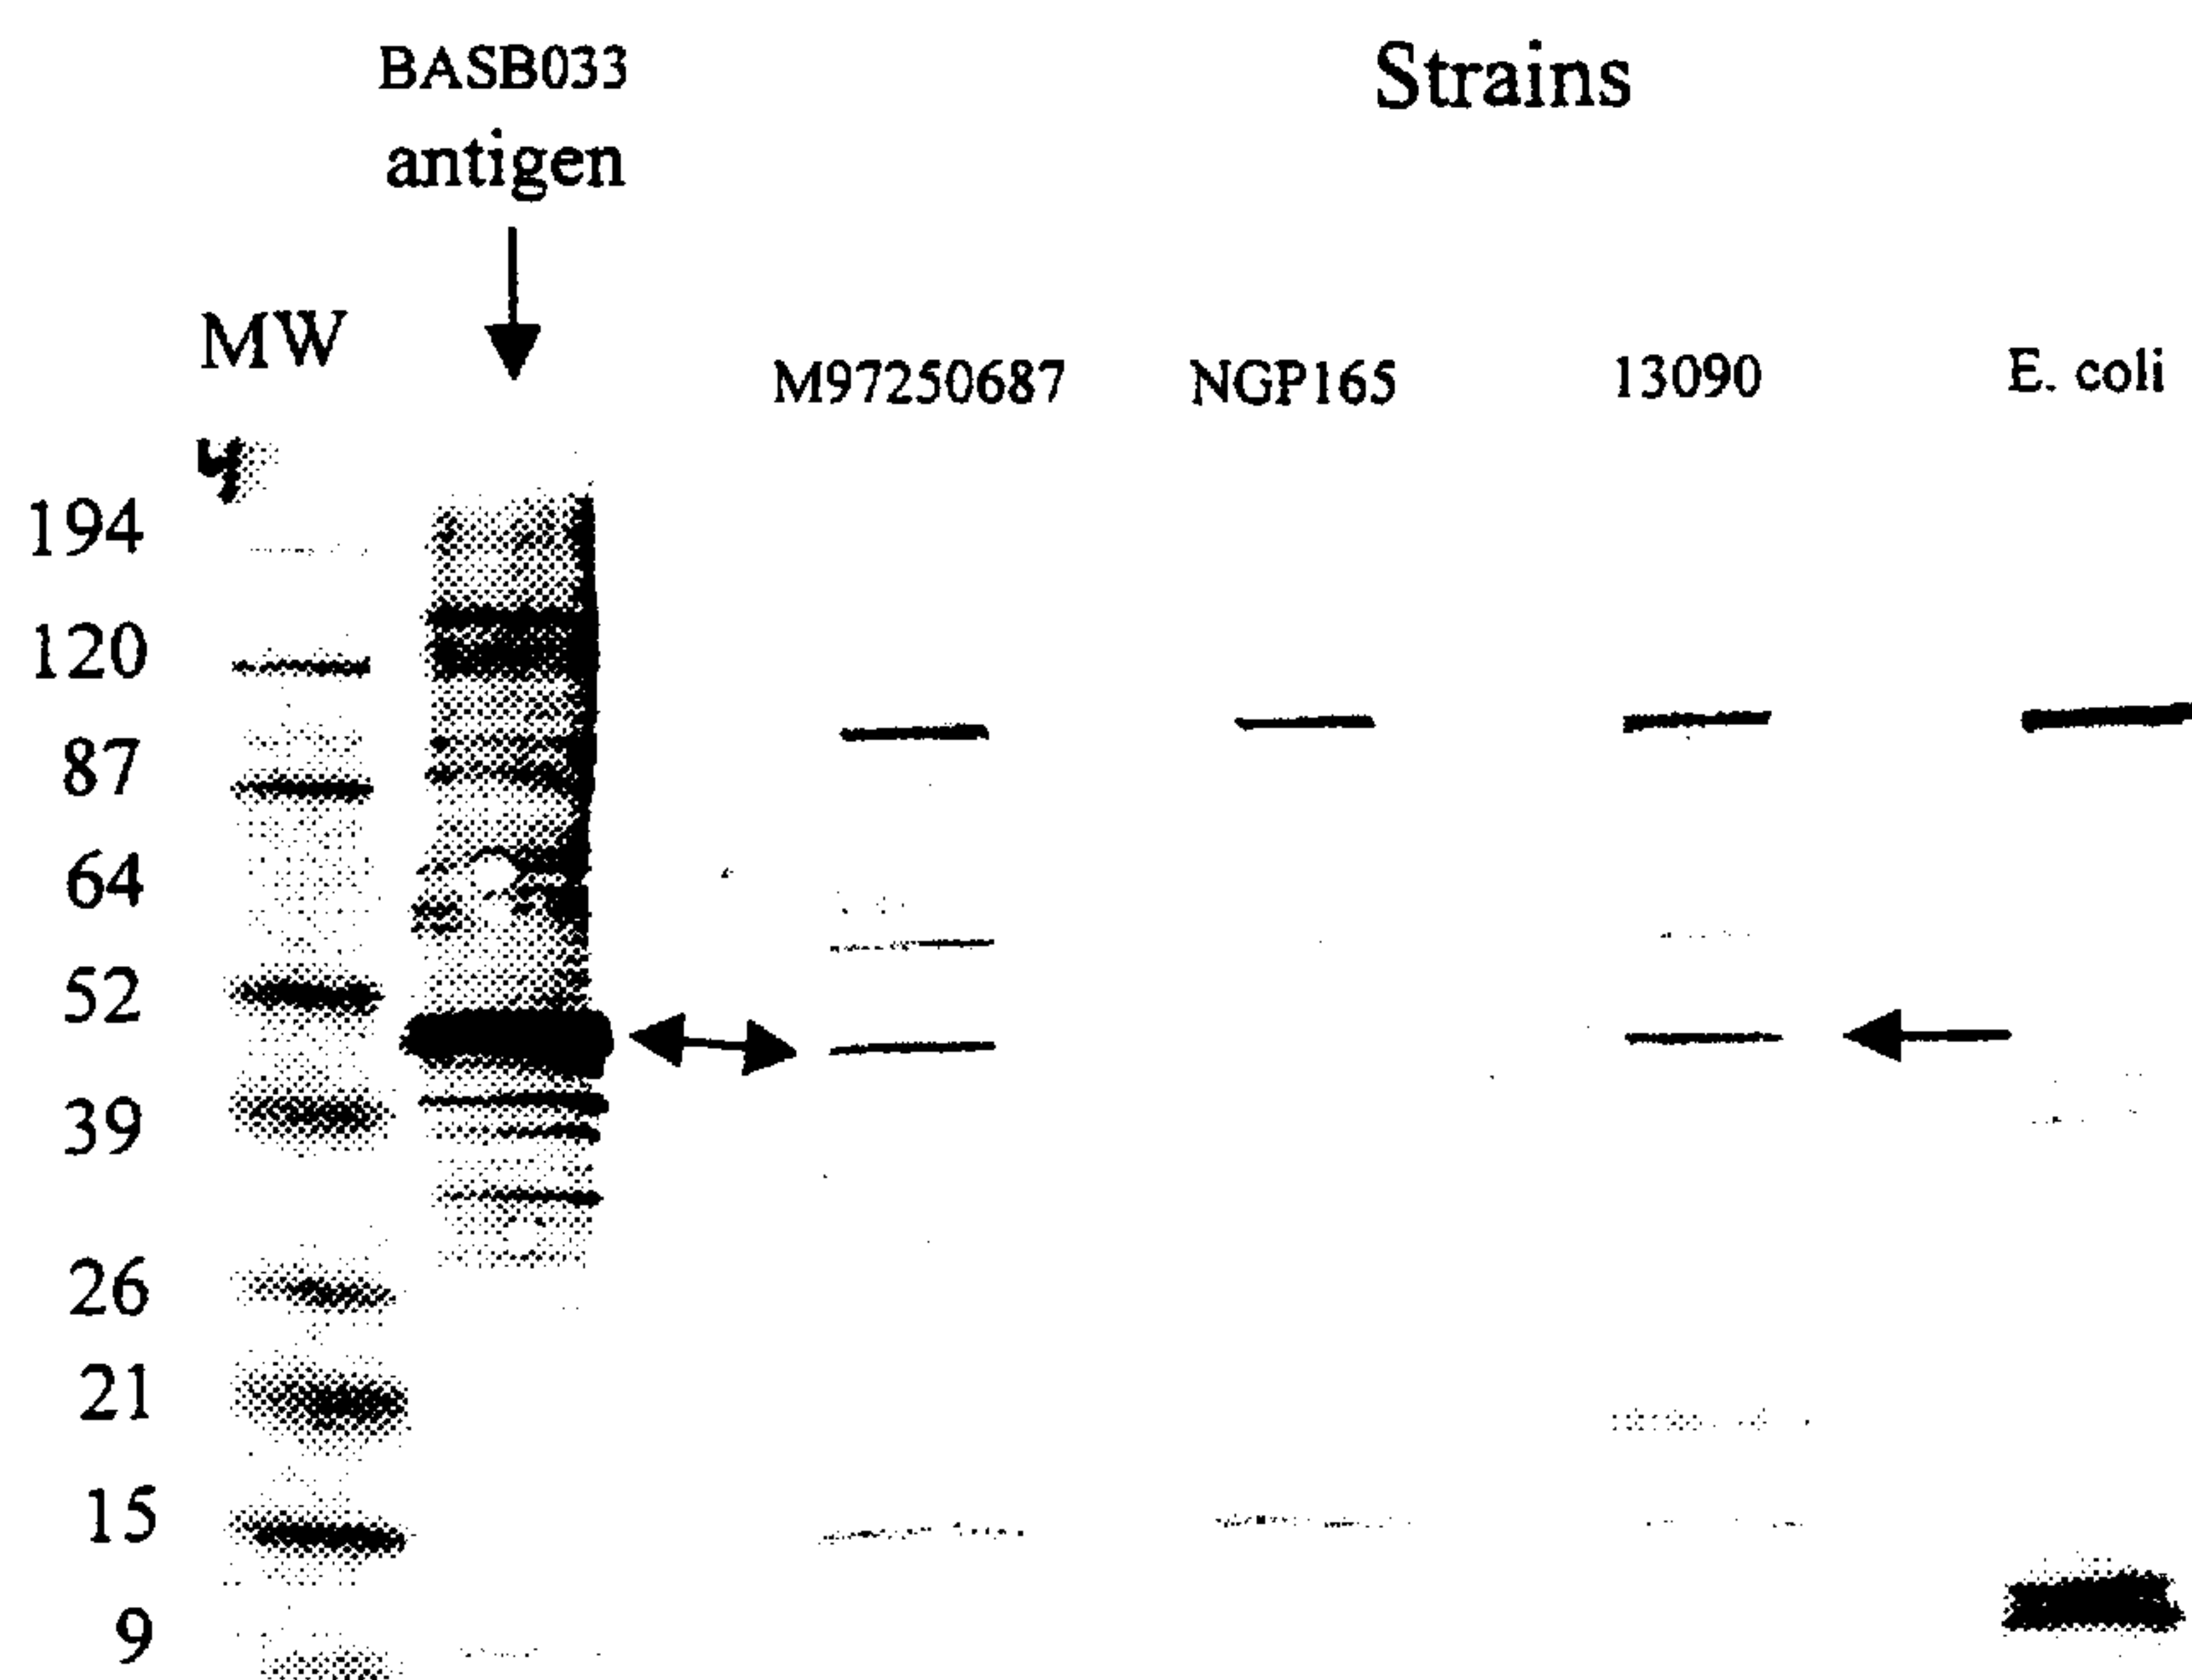 BASB033
antigen
Strains
MW
M97250687
NGP165
13090
E. coli
194
120
87
64
52
39
26
21
15
9